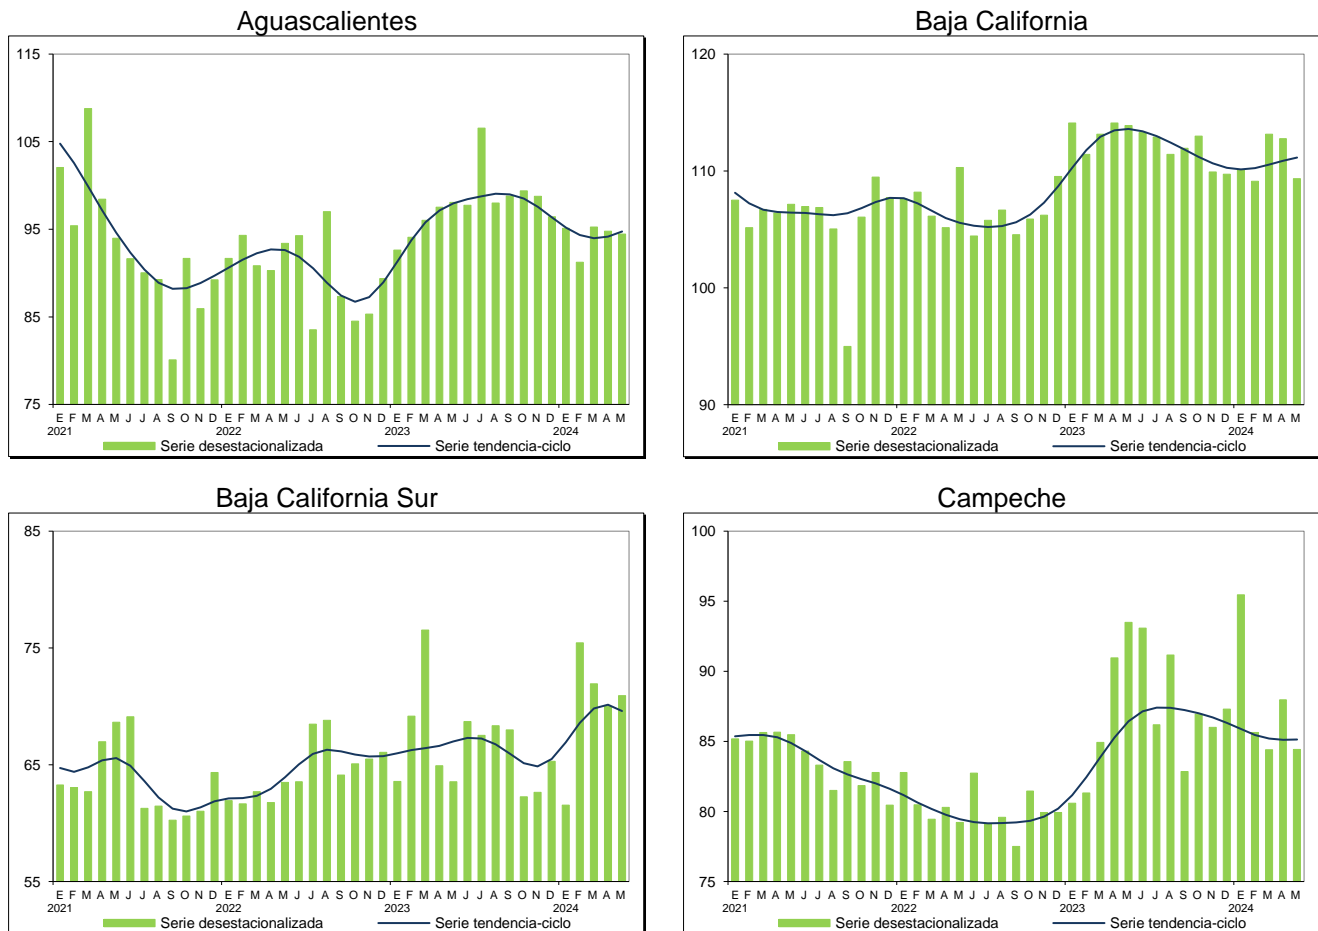 Aguascalientes
115
105
95
85
75
E F M A M J J A S O N D E F M A M J J A S O N D E F M A M J J A S O N D E F M A M
2021 2022 2023 2024
Serie desestacionalizada Serie tendencia-ciclo
Baja California
120
110
100
90
E F M A M J J A S O N D E F M A M J J A S O N D E F M A M J J A S O N D E F M A M
2021 2022 2023 2024
Serie desestacionalizada Serie tendencia-ciclo
Baja California Sur
85
75
65
55
E F M A M J J A S O N D E F M A M J J A S O N D E F M A M J J A S O N D E F M A M
2021 2022 2023 2024
Serie desestacionalizada Serie tendencia-ciclo
Campeche
100
95
90
85
80
75
E F M A M J J A S O N D E F M A M J J A S O N D E F M A M J J A S O N D E F M A M
2021 2022 2023 2024
Serie desestacionalizada Serie tendencia-ciclo